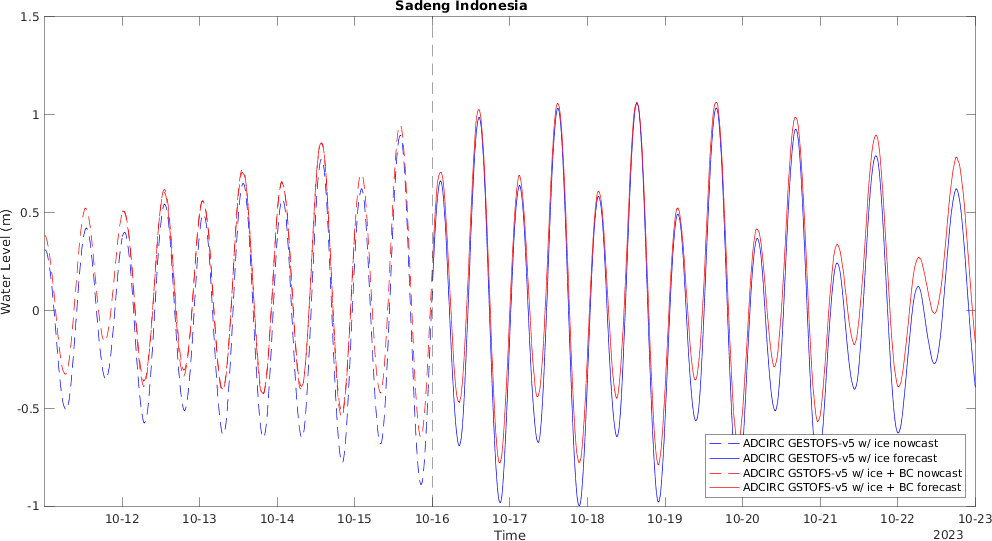 Sadeng Indonesia
1.5
1
0.5
0
-0.5
-1
Water Level (m)
10-12 10-13 10-14 10-15 10-16 10-17 10-18 10-19 10-20 10-21 10-22 10-23
Time
2023
ADCIRC GESTOFS-v5 w/ ice nowcast
ADCIRC GESTOFS-v5 w/ ice forecast
ADCIRC GSTOFS-v5 w/ ice + BC nowcast
ADCIRC GSTOFS-v5 w/ ice + BC forecast